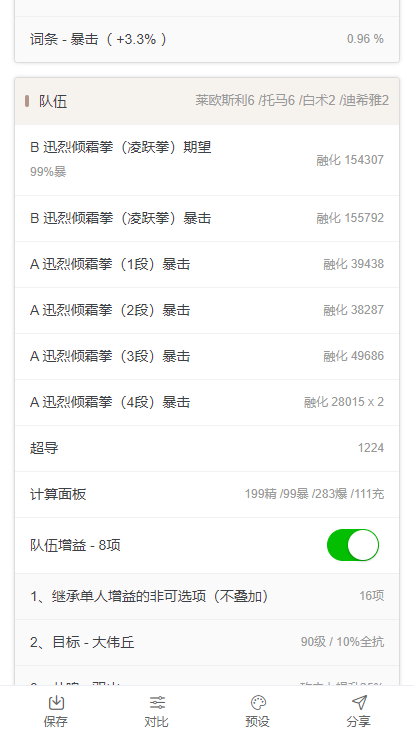 词条 - 暴击（ +3.3% ）
0.96 %
队伍
莱欧斯利6 /托马6 /白术2 /迪希雅2
B 迅烈倾霜拳（凌跃拳）期望
99%暴
融化 154307
B 迅烈倾霜拳（凌跃拳）暴击
融化 155792
A 迅烈倾霜拳（1段）暴击
融化 39438
A 迅烈倾霜拳（2段）暴击
融化 38287
A 迅烈倾霜拳（3段）暴击
融化 49686
A 迅烈倾霜拳（4段）暴击
融化 28015 x 2
超导
1224
计算面板
199精 /99暴 /283爆 /111充
队伍增益 - 8项
1、继承单人增益的非可选项（不叠加）
16项
2、目标 - 大伟丘
90级 / 10%全抗
保存
对比
预设
分享